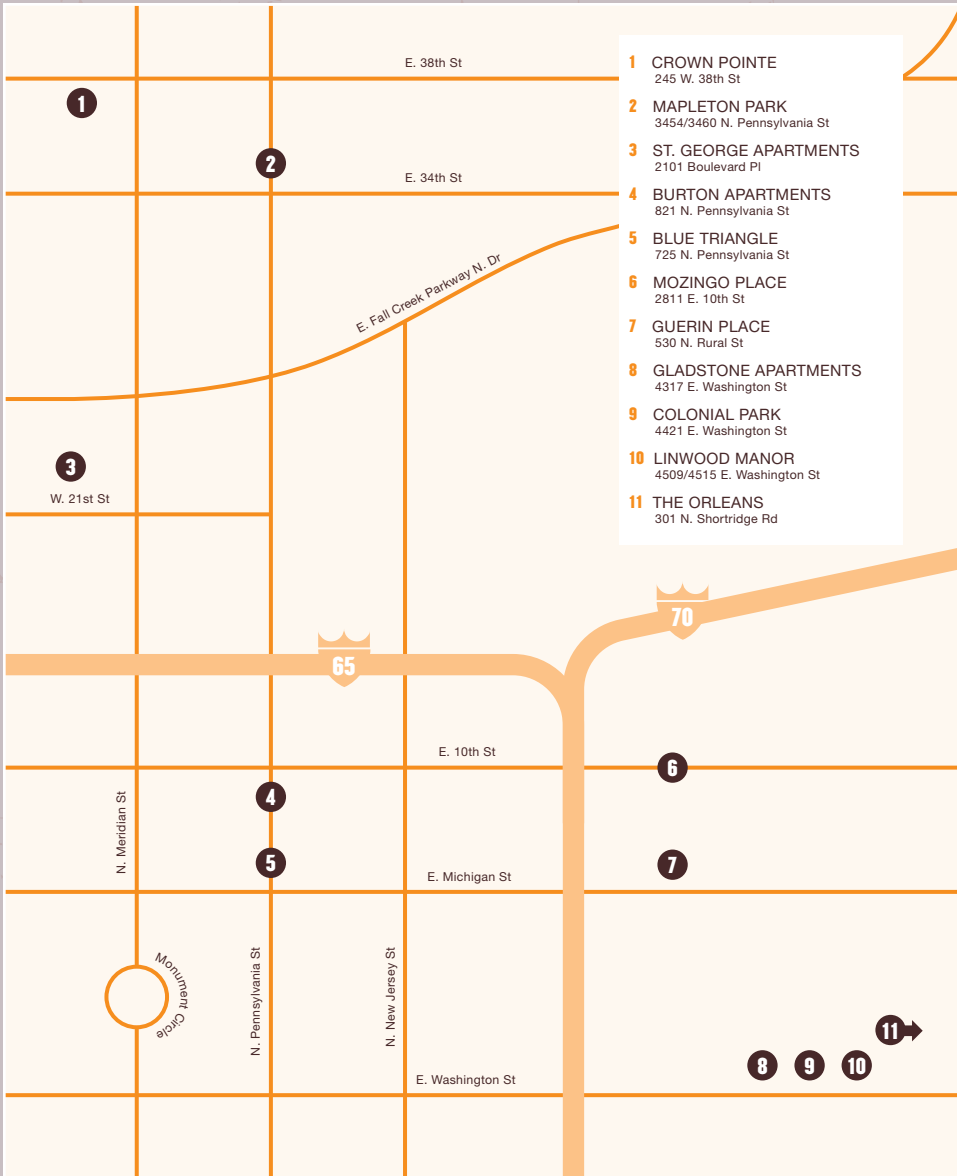 E. 38th St
1 CROWN POINTE
245 W. 38th St
2 MAPLETON PARK
3454/3460 N. Pennsylvania St
3 ST. GEORGE APARTMENTS
2101 Boulevard Pl
4 BURTON APARTMENTS
821 N. Pennsylvania St
5 BLUE TRIANGLE
725 N. Pennsylvania St
6 MOZINGO PLACE
2811 E. 10th St
7 GUERIN PLACE
530 N. Rural St
8 GLADSTONE APARTMENTS
4317 E. Washington St
9 COLONIAL PARK
4421 E. Washington St
10 LINWOOD MANOR
4509/4515 E. Washington St
11 THE ORLEANS
301 N. Shortridge Rd
1
2
E. 34th St
E. Fall Creek Parkway N. Dr
3
W. 21st St
70
65
E. 10th St
6
4
N. Meridian St
5
7
E. Michigan St
Monument Circle
N. Pennsylvania St
N. New Jersey St
11
8
9
10
E. Washington St